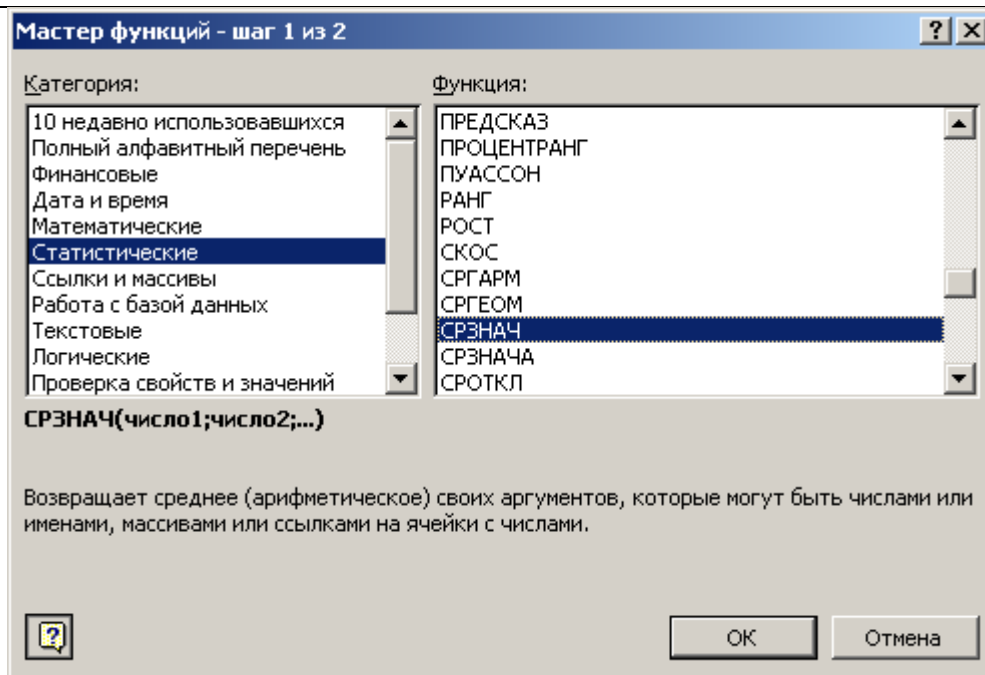 Мастер функций - шаг 1 из 2
Категория:
10 недавно использовавшихся
Полный алфавитный перечень
Финансовые
Дата и время
Математические
Статистические
Ссылки и массивы
Работа с базой данных
Текстовые
Логические
Проверка свойств и значений
Функция:
ПРЕДСКАЗ
ПРОЦЕНТРАНГ
ПУАССОН
РАНГ
РОСТ
СКОС
СРГАРМ
СРГЕОМ
СРЗНАЧ
СРЗНАЧА
СРОТКЛ
СРЗНАЧ(число1;число2;...)
Возвращает среднее (арифметическое) своих аргументов, которые могут быть числами или
именами, массивами или ссылками на ячейки с числами.
ОК
Отмена